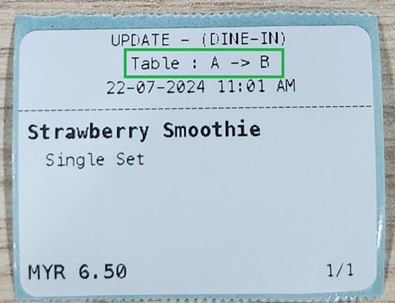 UPDATE - (DINE-IN)
Table : A -> B
22-07-2024 11:01 AM
Strawberry Smoothie
Single Set
MYR 6.50 1/1